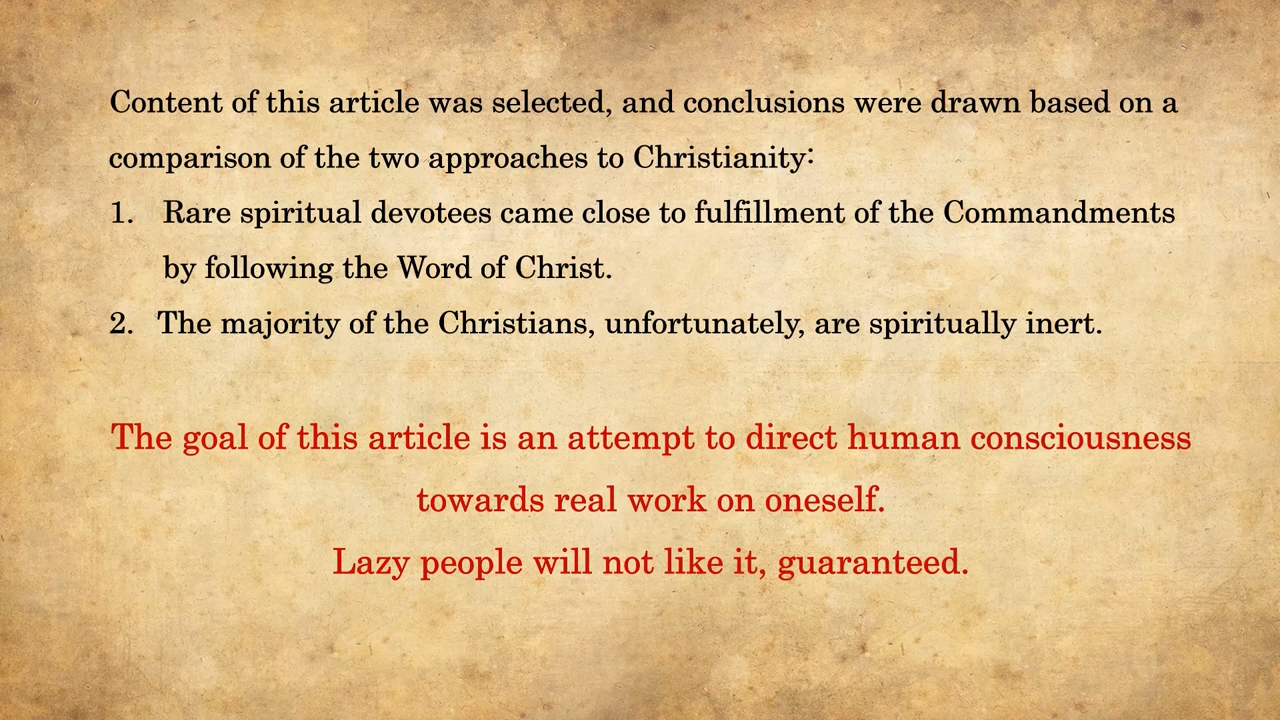 Content of this article was selected, and conclusions were drawn based on a
comparison of the two approaches to Christianity:
1. Rare spiritual devotees came close to fulfillment of the Commandments
by following the Word of Christ.
2. The majority of the Christians, unfortunately, are spiritually inert.
The goal of this article is an attempt to direct human consciousness
towards real work on oneself.
Lazy people will not like it, guaranteed.